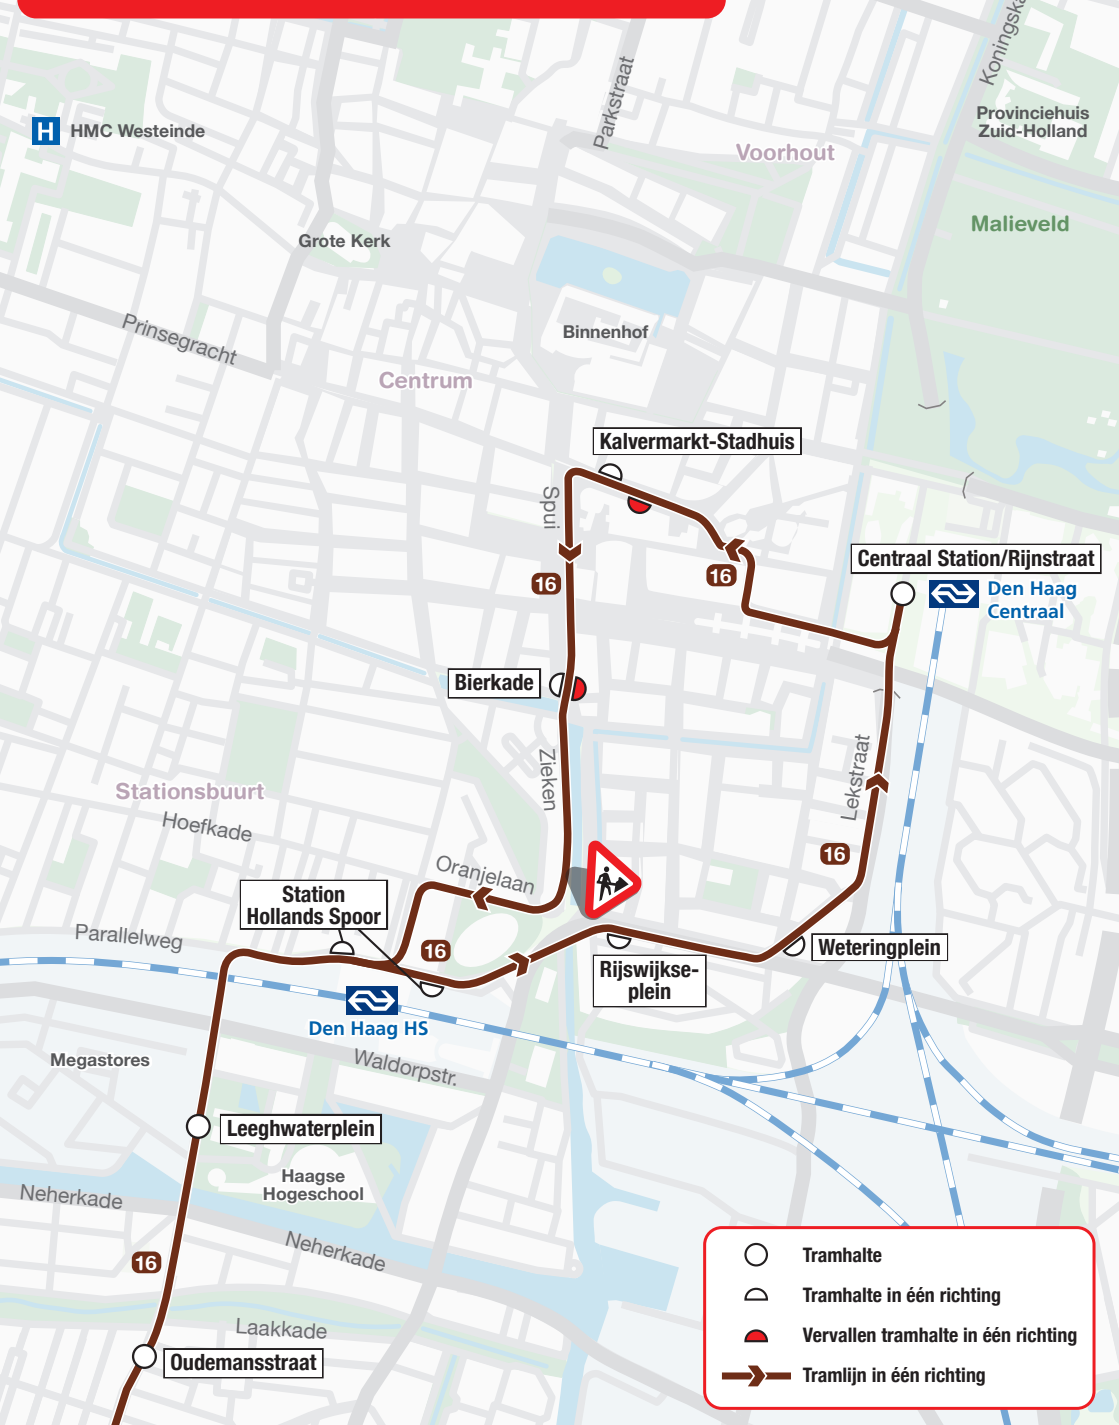 Koningska
Parkstraat
H HMC Westeinde
Provinciehuis
Zuid-Holland
Voorhout
Malieveld
Grote Kerk
Prinsegracht
Binnenhof
Centrum
Kalvermarkt-Stadhuis
Spui
16
16
Centraal Station/Rijnstraat
Den Haag
Centraal
Bierkade
Zieken
Lekstraat
Stationsbuurt
Hoefkade
16
Oranjelaan
Station
Hollands Spoor
Parallelweg
16
Weteringplein
Rijswijkse-
plein
Den Haag HS
Megastores
Waldorpstr.
Leeghwaterplein
Haagse
Hogeschool
Neherkade
Neherkade
16
Laakkade
Oudemansstraat
Tramhalte
Tramhalte in één richting
Vervallen tramhalte in één richting
Tramlijn in één richting